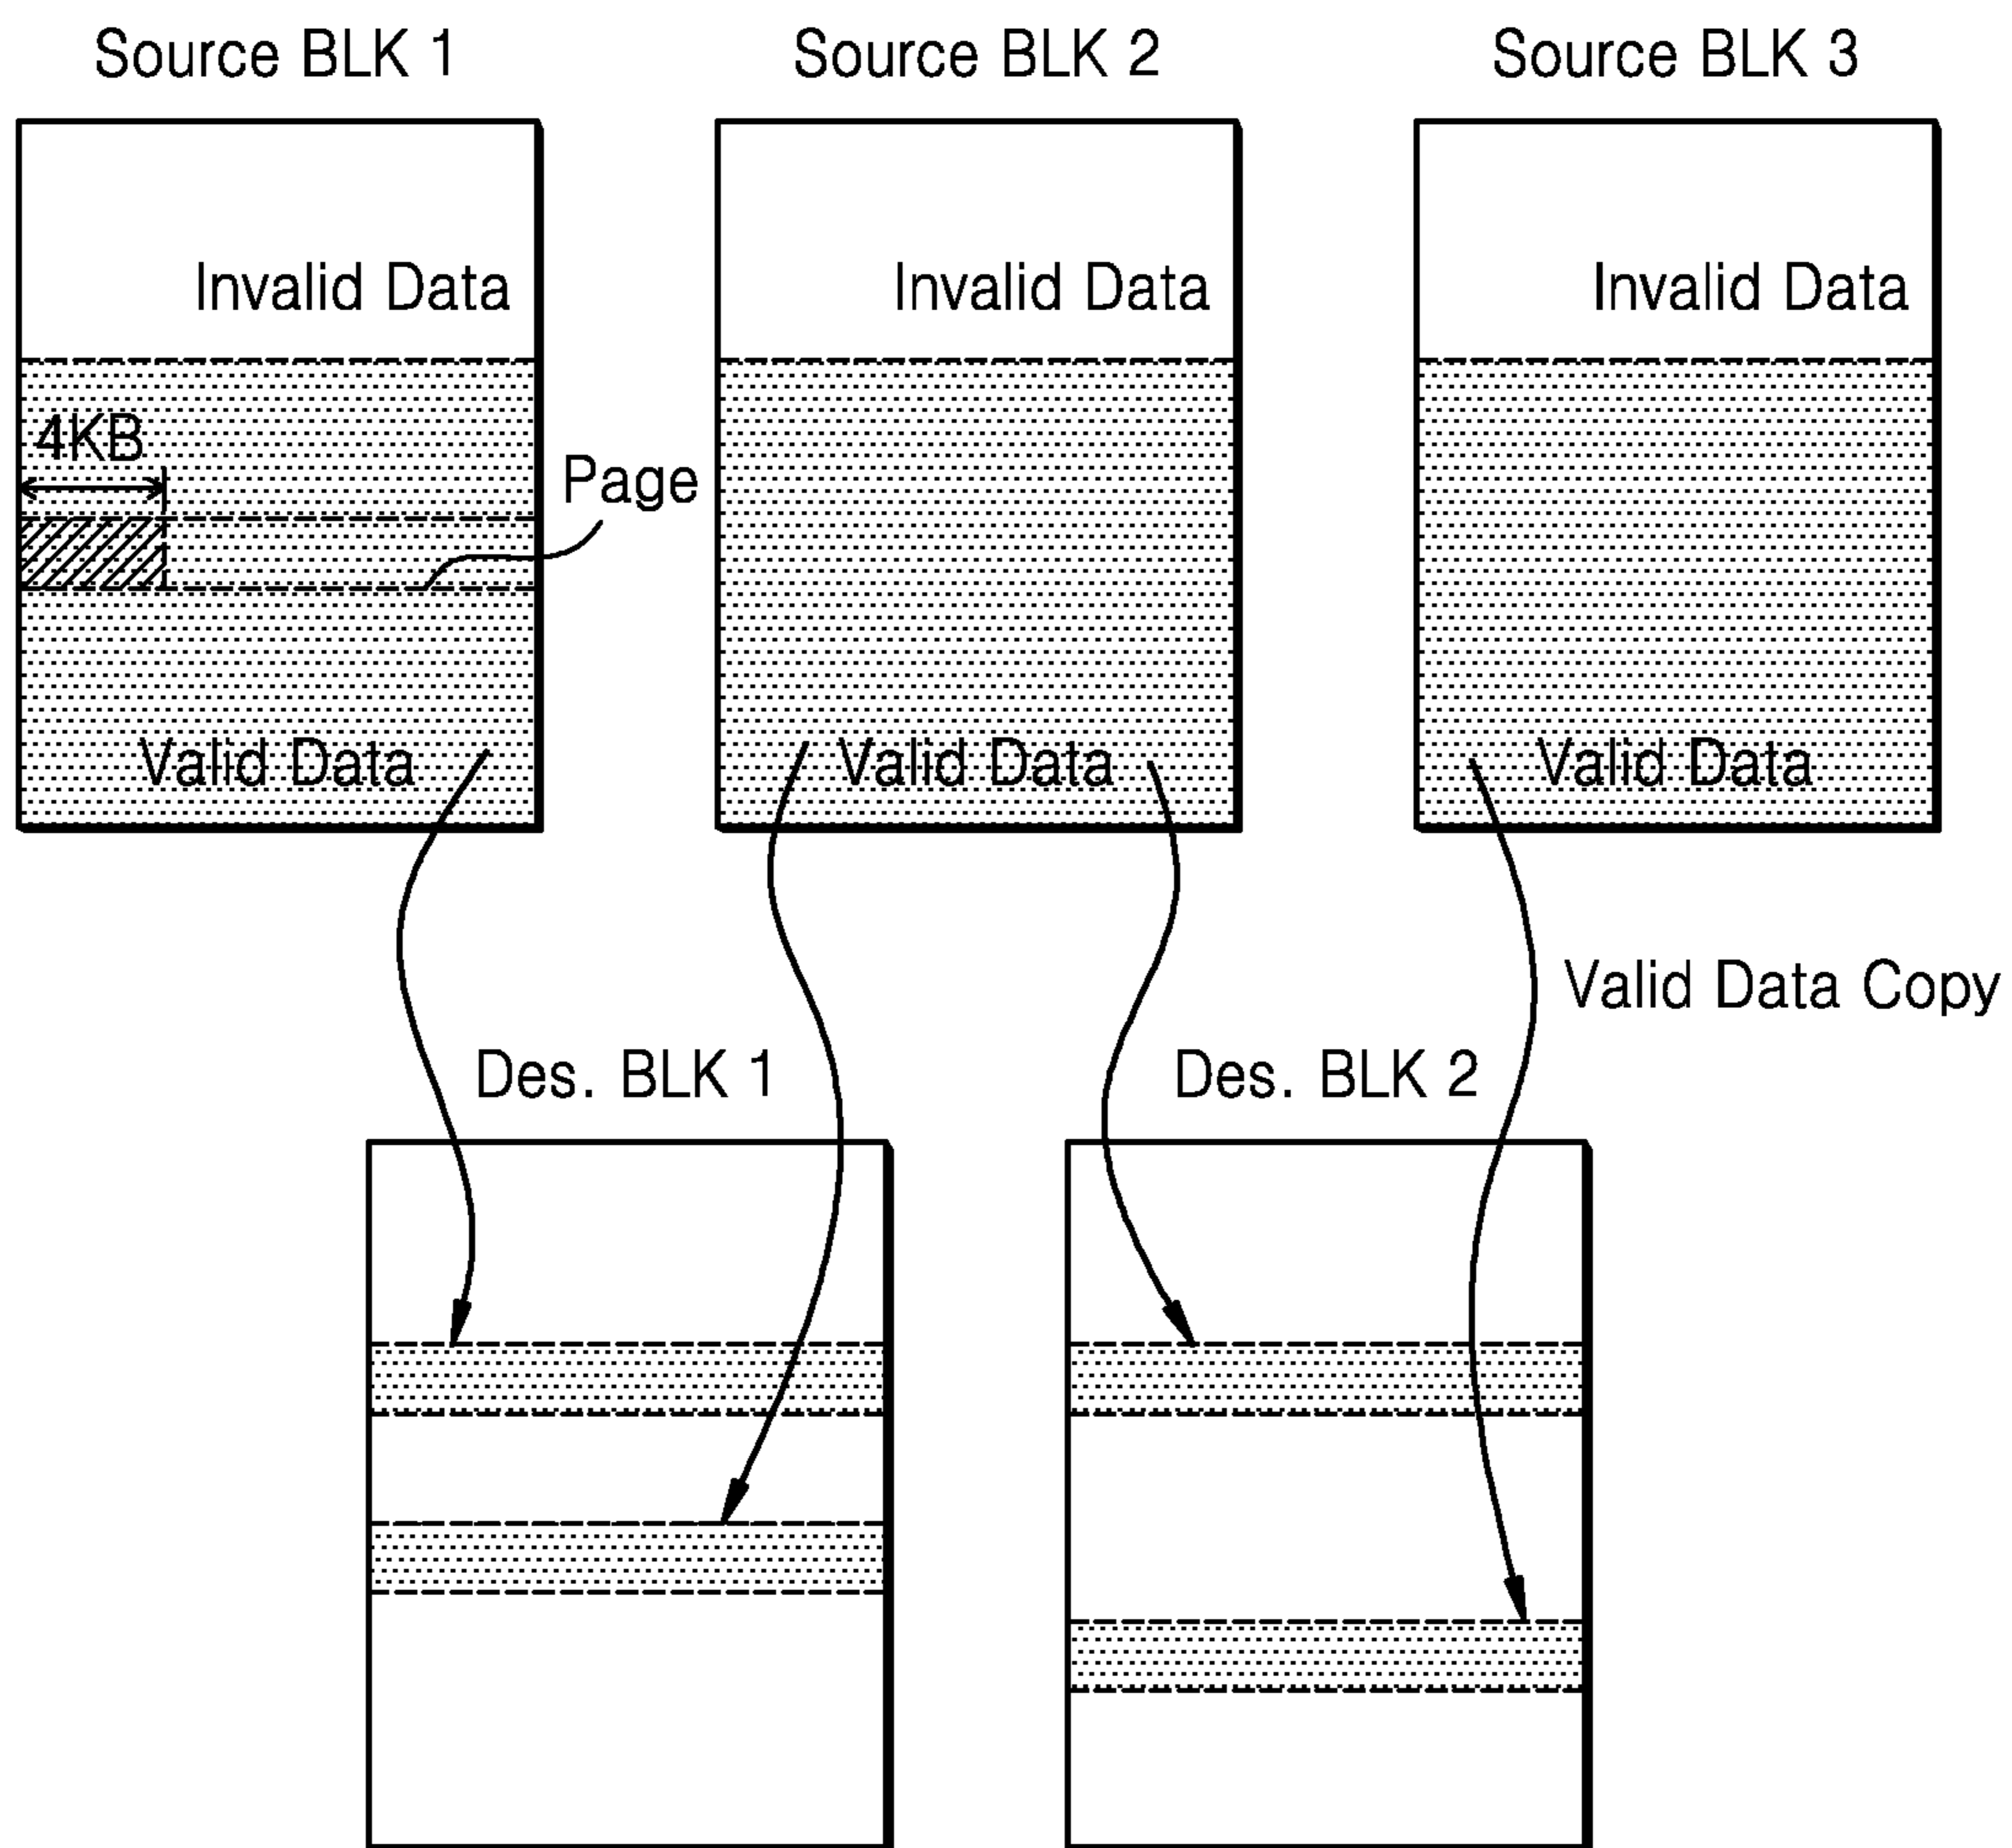 Source BLK 1
Source BLK 2
Source BLK 3
Invalid Data
Invalid Data
Invalid Data
4KB
Page
Valid Data
Valid Data
Valid Data
Valid Data Copy
Des. BLK 1
Des. BLK 2